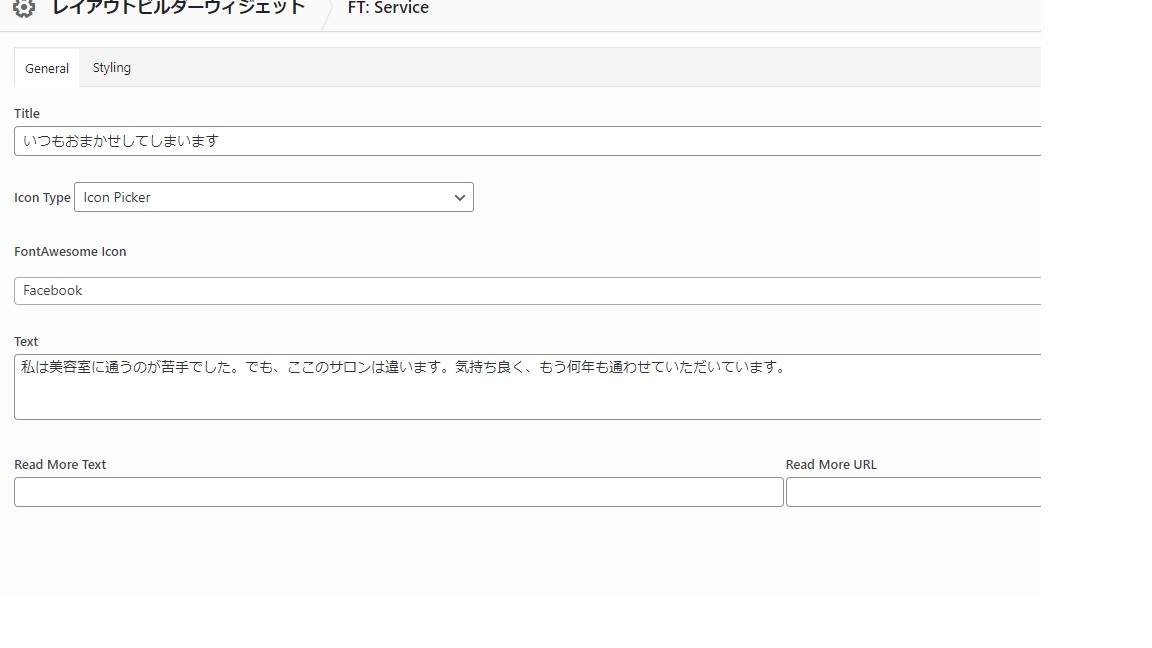 レイアウトビルダーウィジェット FT: Service
General Styling
Title
いつもおまかせしてしまいます
Icon Type Icon Picker
FontAwesome Icon
Facebook
Text
私は美容室に通うのが苦手でした。でも、ここのサロンは違います。気持ち良く、もう何年も通わせていただいています。
Read More Text Read More URL